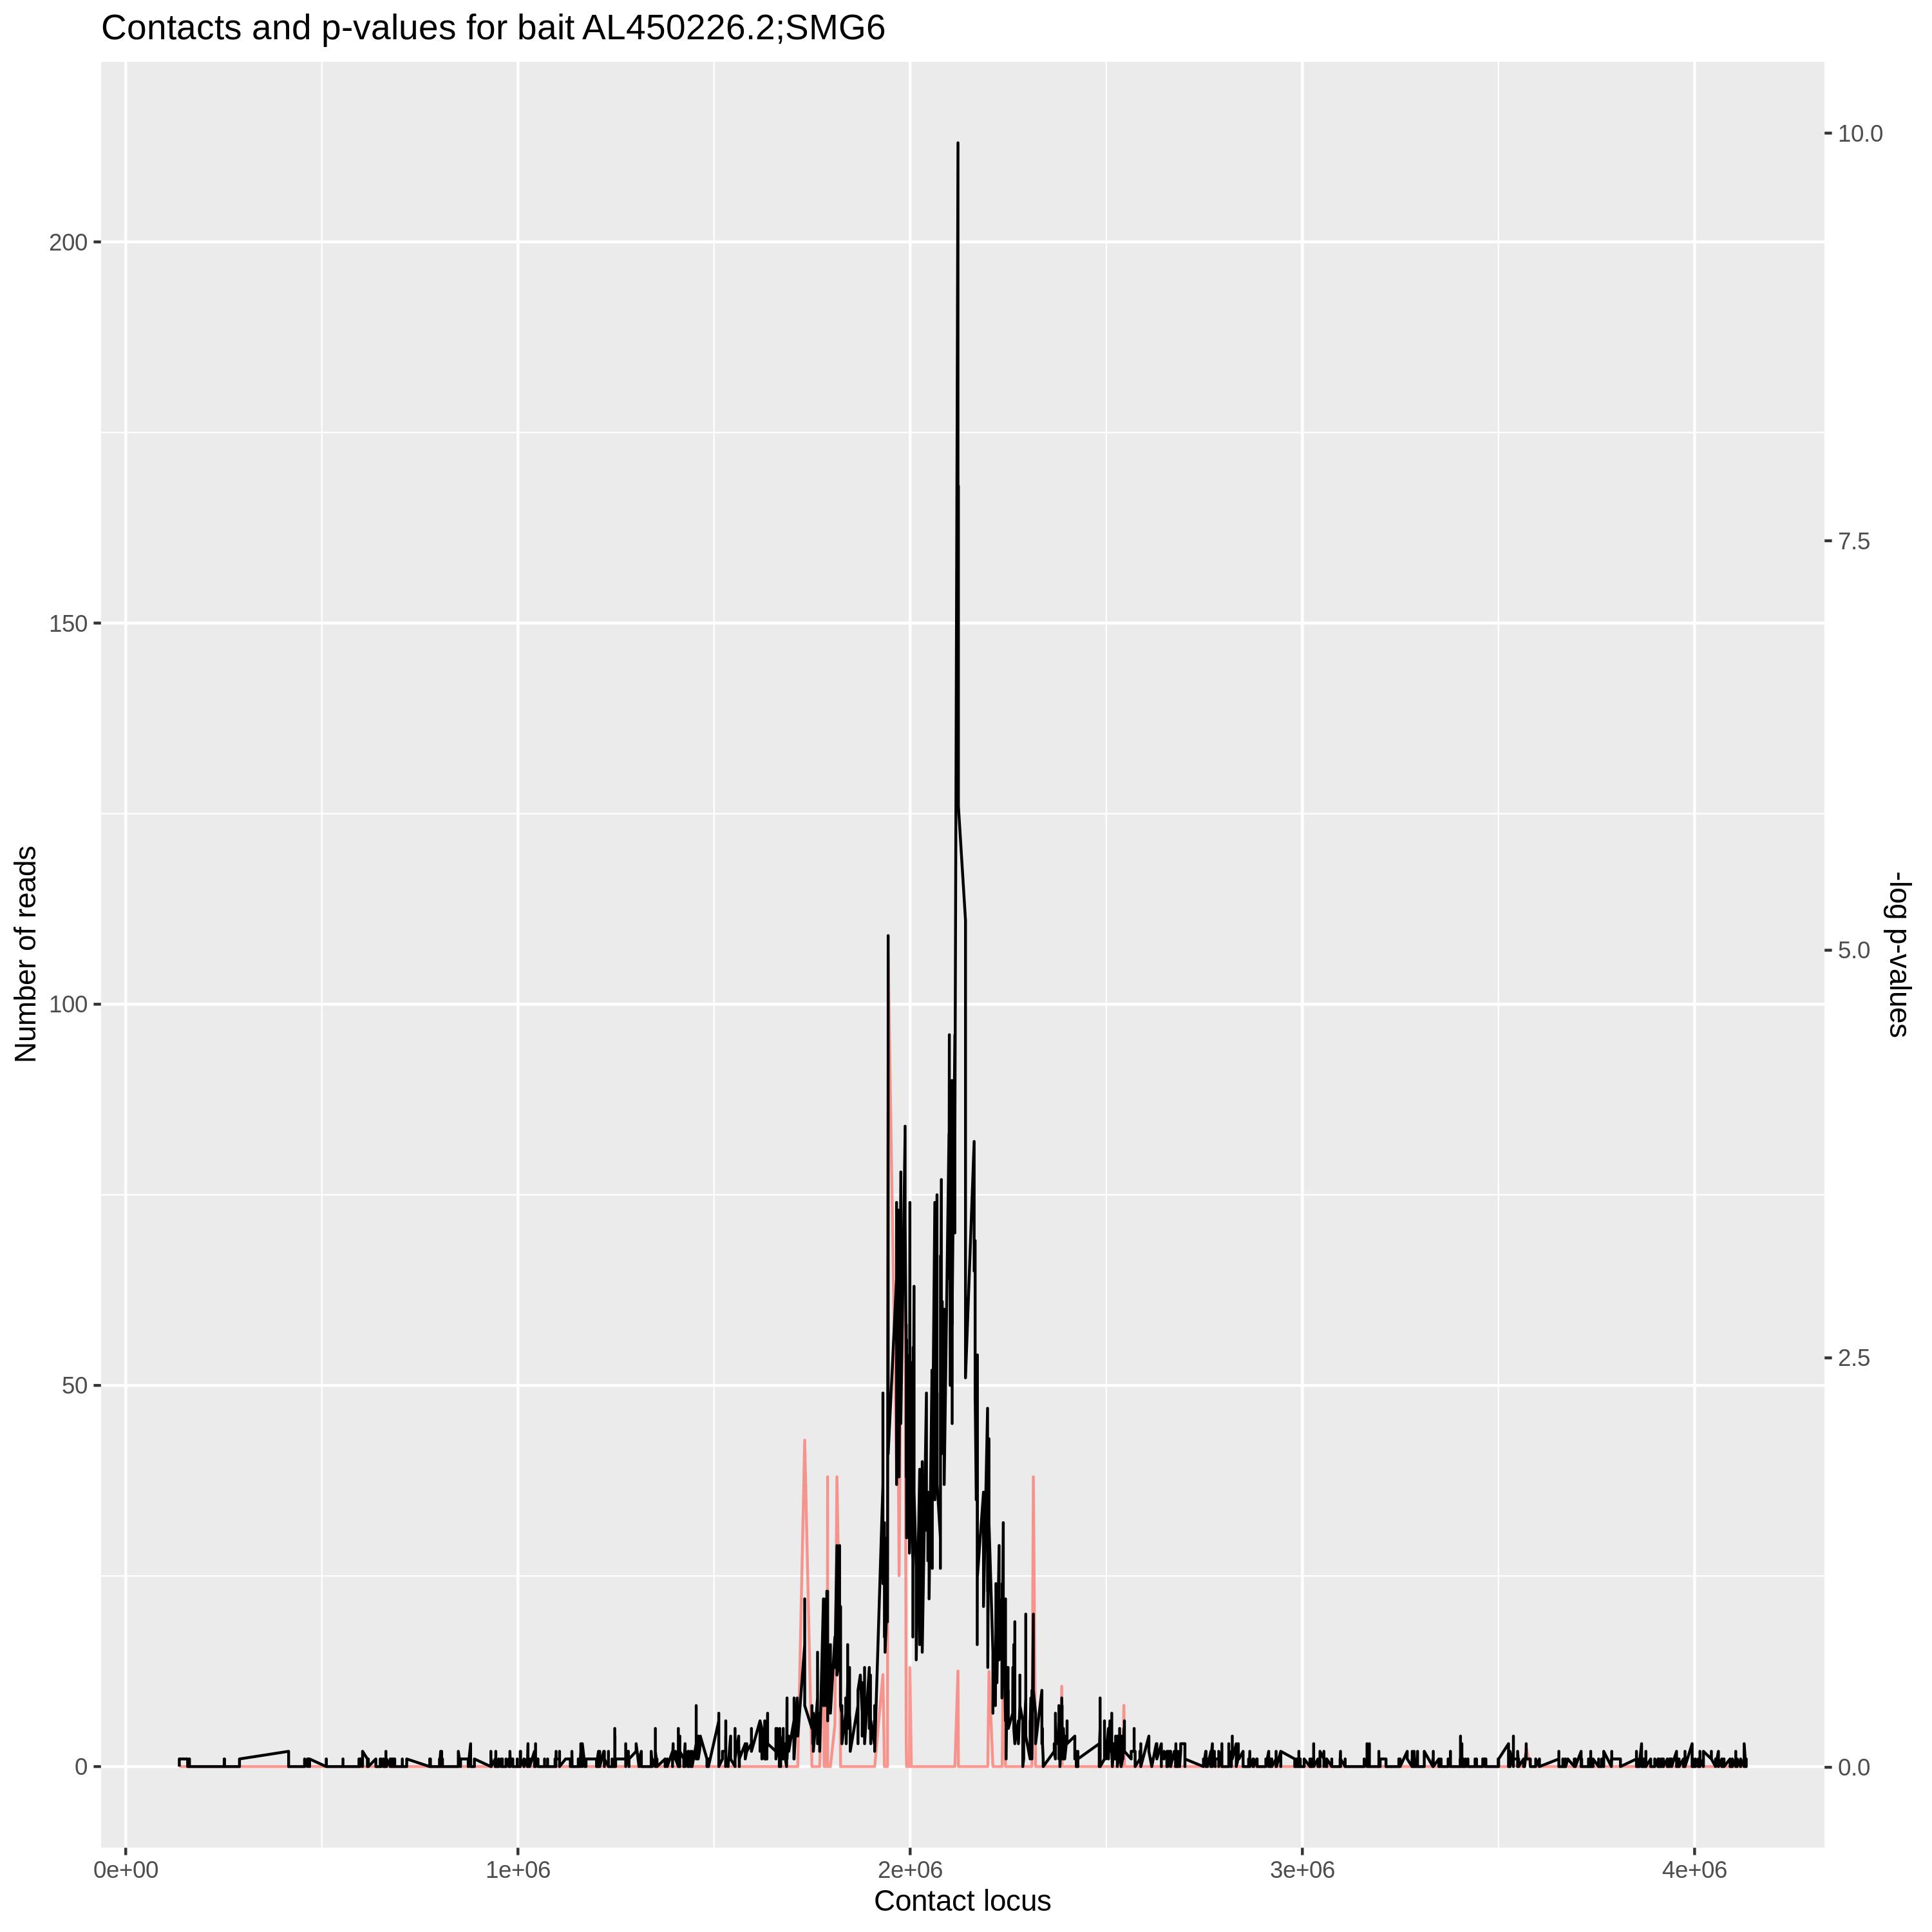 Contacts and p-values for bait AL450226.2;SMG6
Number of reads
200
150
100
50
0
10.0
7.5
5.0
2.5
0.0
-log p-values
0e+00
1e+06
2e+06
3e+06
4e+06
Contact locus